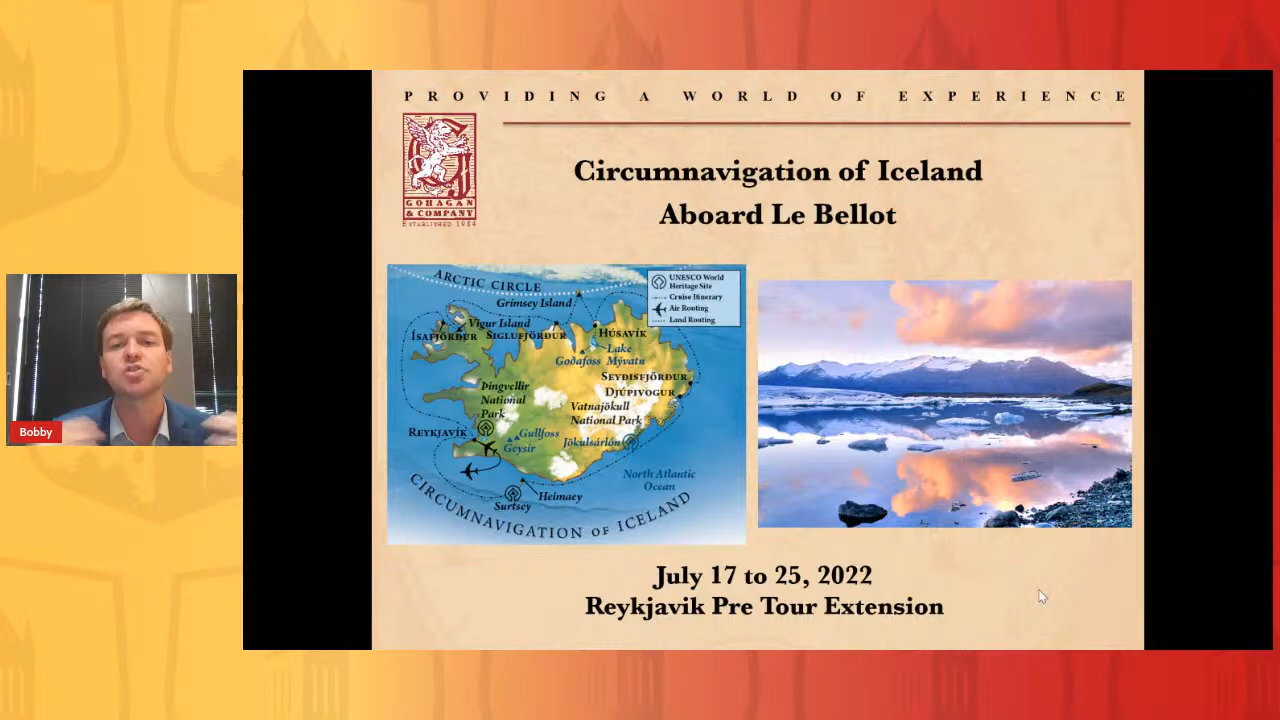 PROVIDING A WORLD OF EXPERIENCE
GOHAGAN
& COMPANY
ESTABLISHED 1984
Circumnavigation of Iceland
Aboard Le Bellot
ARCTIC CIRCLE
Grímsey Island
UNESCO World
Heritage Site
Cruise Itinerary
Air Routing
Land Routing
Vigur Island
ÍSAFJÖRÐUR
SIGLUFJÖRÐUR
HÚSAVÍK
Lake
Mývatn
Goðafoss
SEYÐISFJÖRÐUR
DJÚPIVOGUR
Þingvellir
National
Park
Vatnajökull
National Park
REYKJAVÍK
Gullfoss
Geysir
Jökulsárlón
North Atlantic
Ocean
Heimaey
Surtsey
CIRCUMNAVIGATION OF ICELAND
Bobby
July 17 to 25, 2022
Reykjavik Pre Tour Extension